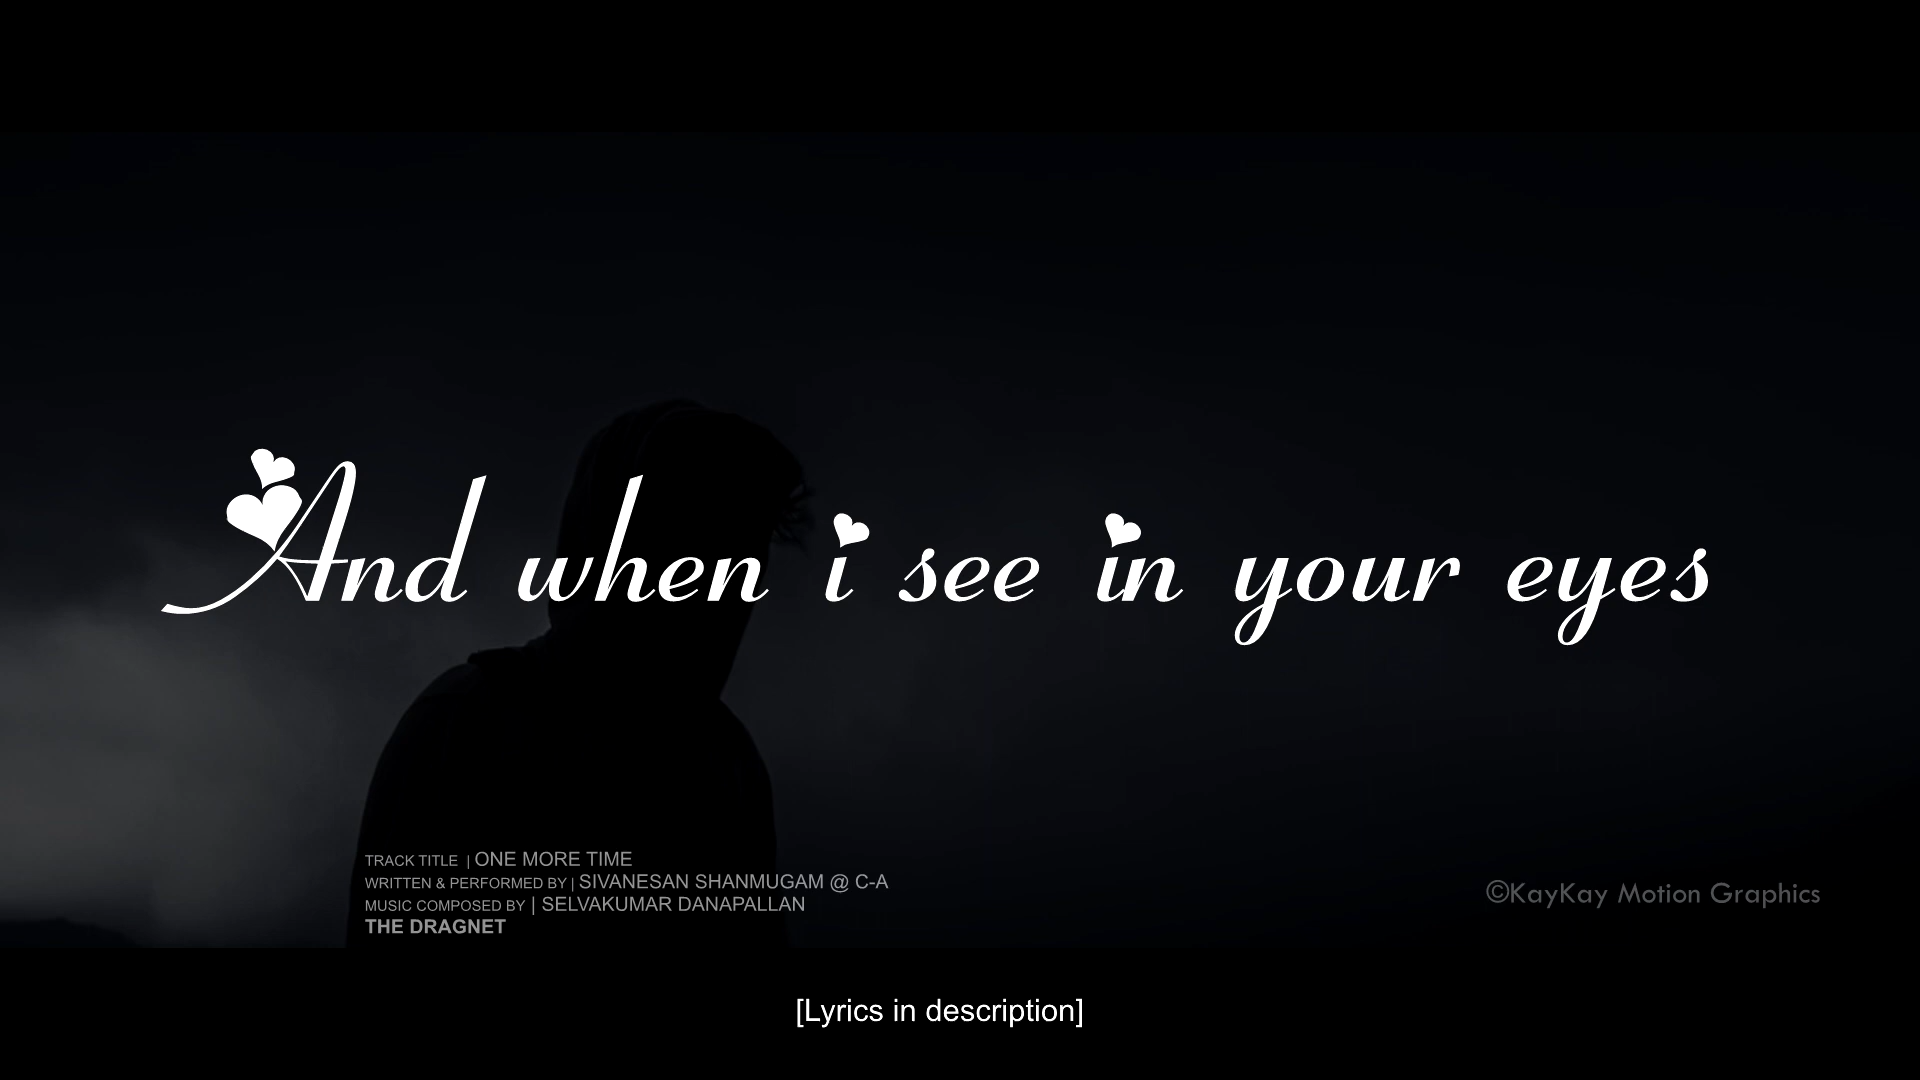 And when i see in your eyes
TRACK TITLE | ONE MORE TIME
WRITTEN & PERFORMED BY | SIVANESAN SHANMUGAM @ C-A
MUSIC COMPOSED BY | SELVAKUMAR DANAPALLAN
THE DRAGNET
©KayKay Motion Graphics
[Lyrics in description]